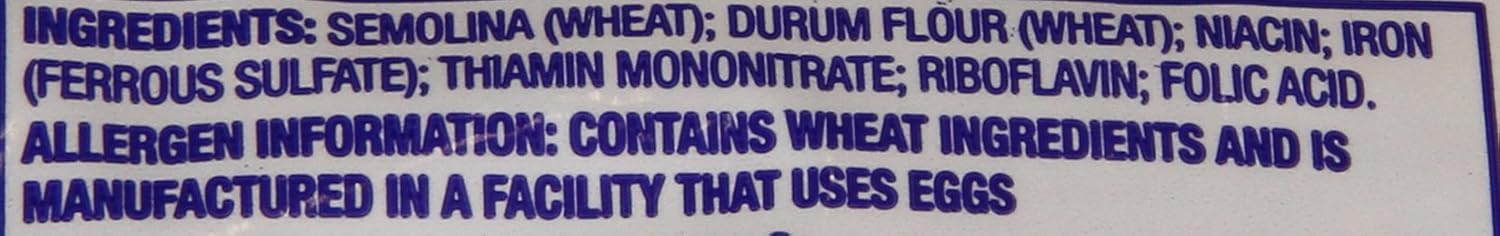 INGREDIENTS: SEMOLINA (WHEAT); DURUM FLOUR (WHEAT); NIACIN; IRON
(FERROUS SULFATE); THIAMIN MONONITRATE; RIBOFLAVIN; FOLIC ACID.
ALLERGEN INFORMATION: CONTAINS WHEAT INGREDIENTS AND IS
MANUFACTURED IN A FACILITY THAT USES EGGS